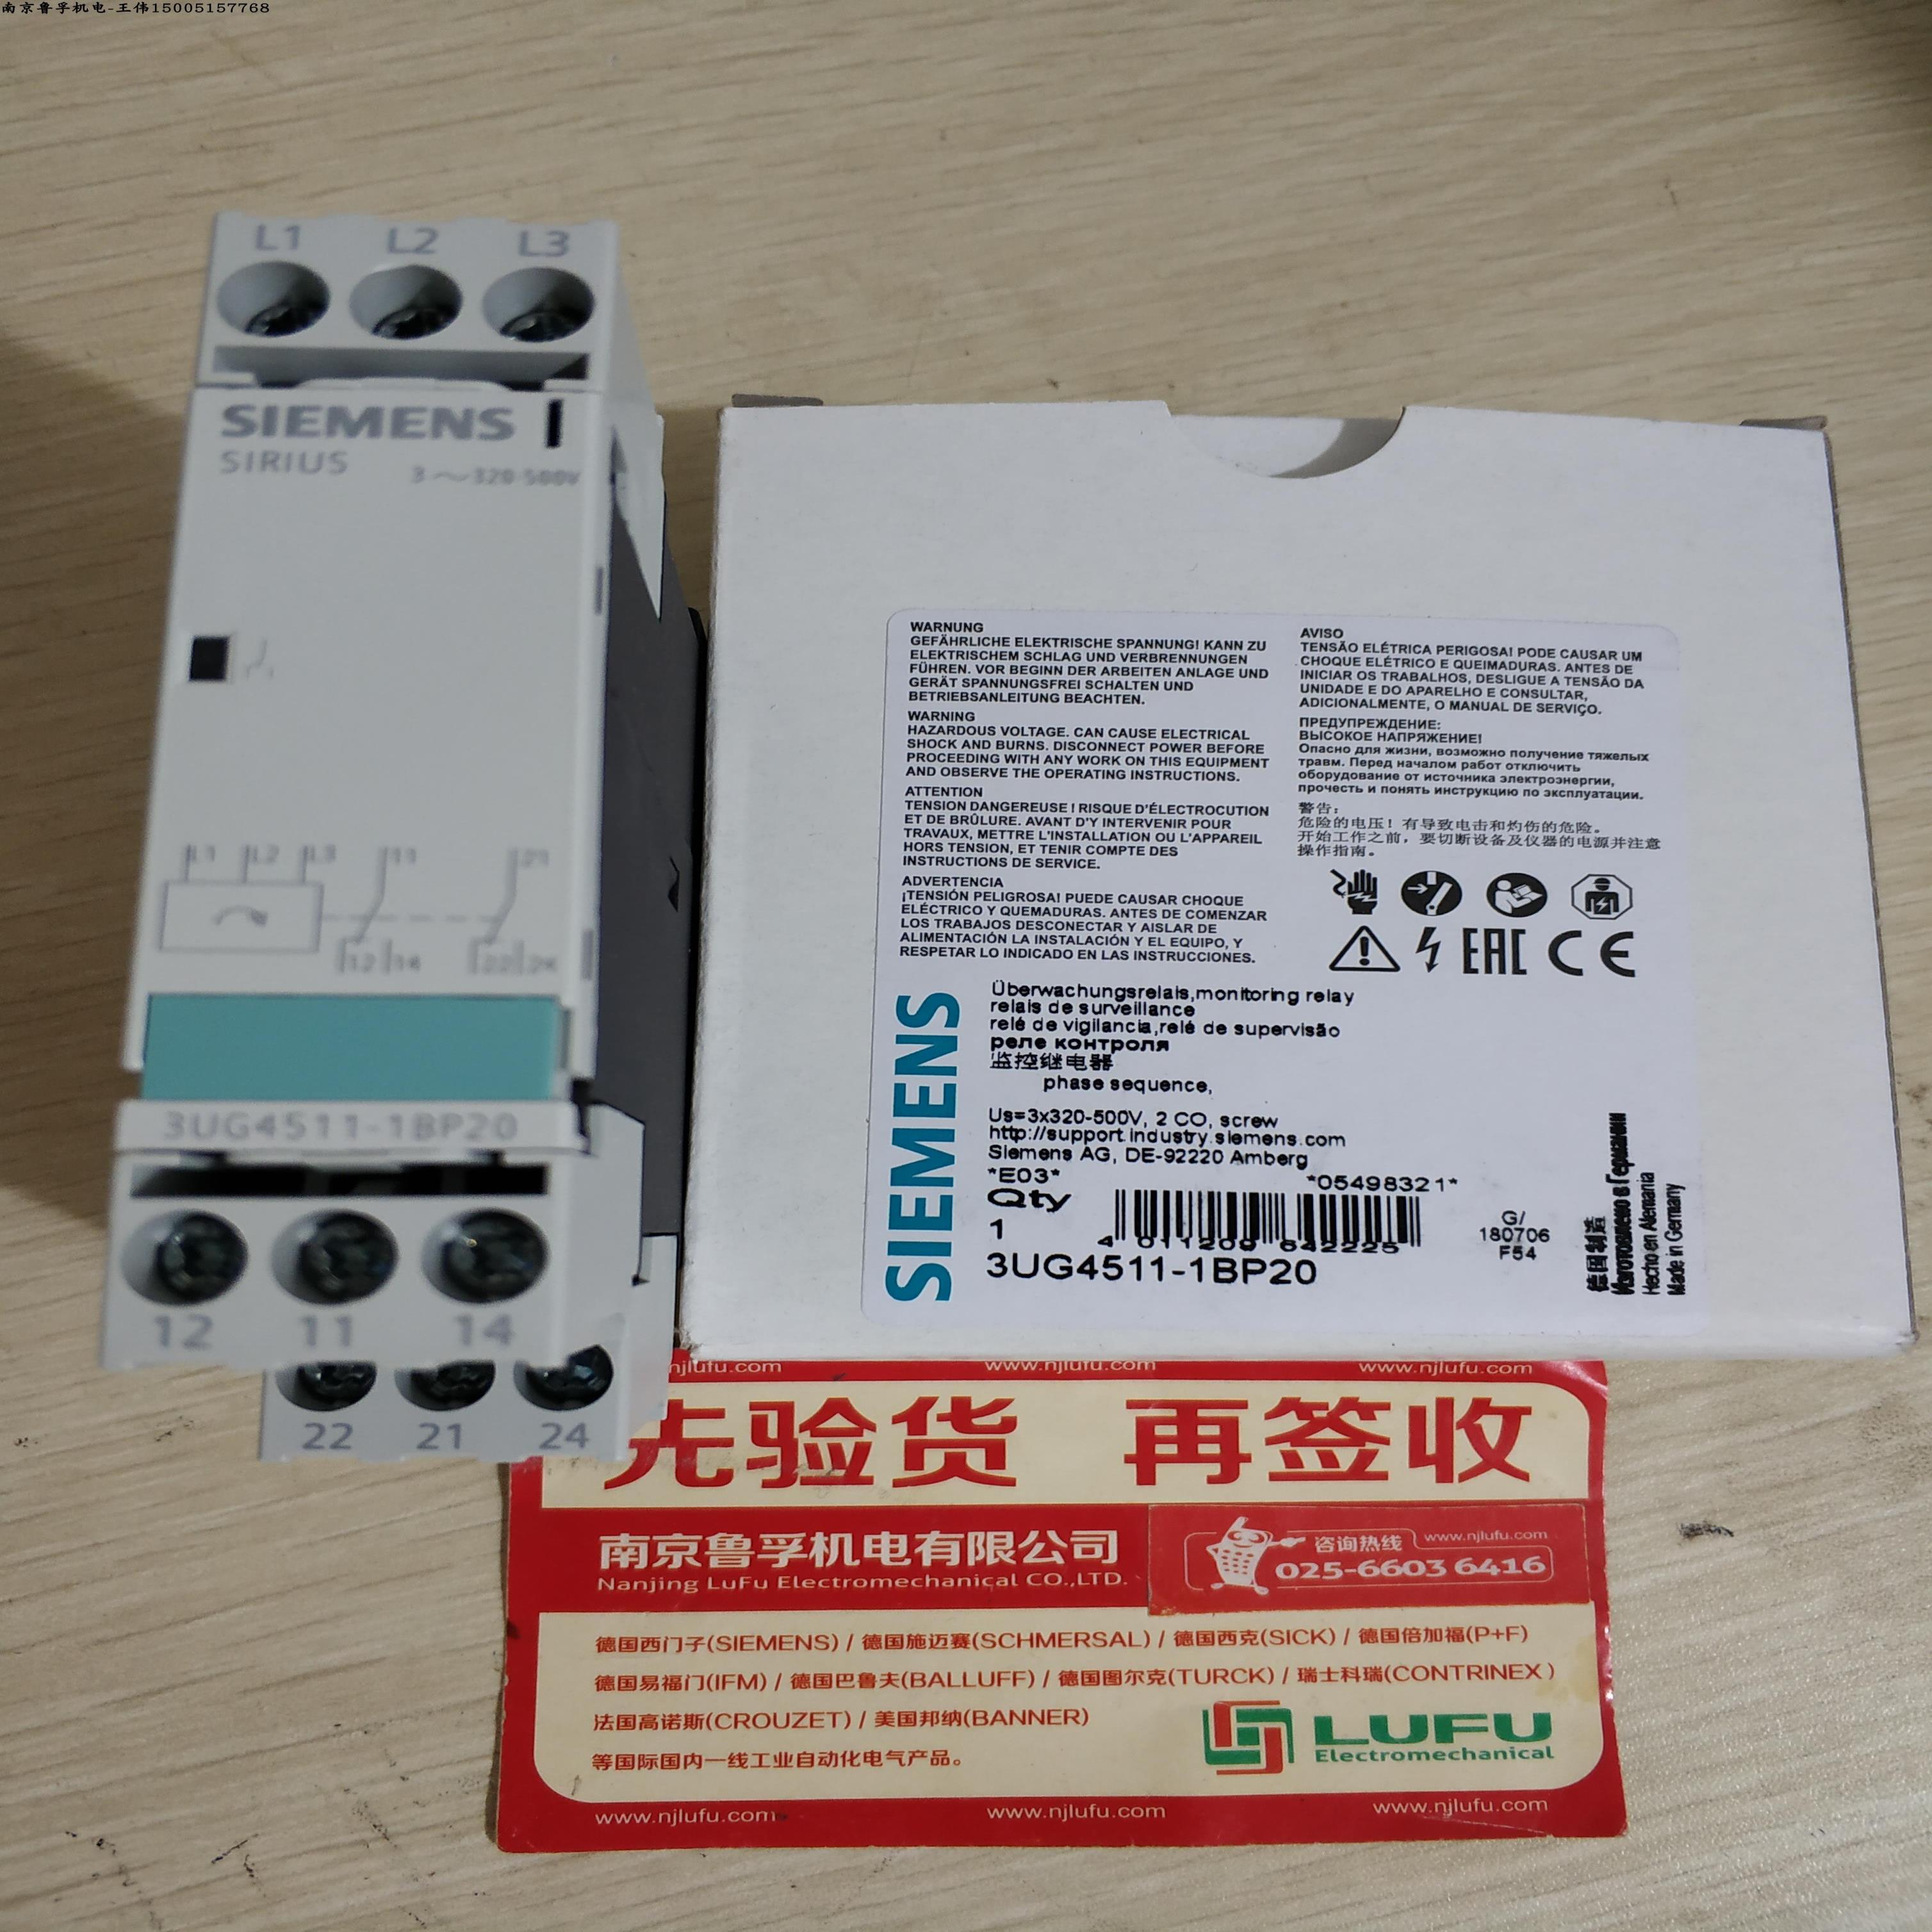 南京鲁孚机电-王伟15005157768
L1 L2 L3
SIEMENS
SIRIUS 3~320-500V
L1 L2 L3 11 21
12 14 22 24
3UG4511-1BP20
12 11 14
22 21 24
WARNUNG
GEFÄHRLICHE ELEKTRISCHE SPANNUNG! KANN ZU
ELEKTRISCHEM SCHLAG UND VERBRENNUNGEN
FÜHREN. VOR BEGINN DER ARBEITEN ANLAGE UND
GERÄT SPANNUNGSFREI SCHALTEN UND
BETRIEBSANLEITUNG BEACHTEN.
WARNING
HAZARDOUS VOLTAGE. CAN CAUSE ELECTRICAL
SHOCK AND BURNS. DISCONNECT POWER BEFORE
PROCEEDING WITH ANY WORK ON THIS EQUIPMENT
AND OBSERVE THE OPERATING INSTRUCTIONS.
ATTENTION
TENSION DANGEREUSE ! RISQUE D'ÉLECTROCUTION
ET DE BRÛLURE. AVANT D'Y INTERVENIR POUR
TRAVAUX, METTRE L'INSTALLATION OU L'APPAREIL
HORS TENSION, ET TENIR COMPTE DES
INSTRUCTIONS DE SERVICE.
ADVERTENCIA
¡TENSIÓN PELIGROSA! PUEDE CAUSAR CHOQUE
ELÉCTRICO Y QUEMADURAS. ANTES DE COMENZAR
LOS TRABAJOS DESCONECTAR Y AISLAR DE
ALIMENTACIÓN LA INSTALACIÓN Y EL EQUIPO, Y
RESPETAR LO INDICADO EN LAS INSTRUCCIONES.
AVISO
TENSÃO ELÉTRICA PERIGOSA! PODE CAUSAR UM
CHOQUE ELÉTRICO E QUEIMADURAS. ANTES DE
INICIAR OS TRABALHOS, DESLIGUE A TENSÃO DA
UNIDADE E DO APARELHO E CONSULTAR,
ADICIONALMENTE, O MANUAL DE SERVIÇO.
ПРЕДУПРЕЖДЕНИЕ:
ВЫСОКОЕ НАПРЯЖЕНИЕ!
Опасно для жизни, возможно получение тяжелых
травм. Перед началом работ отключить
оборудование от источника электроэнергии,
прочесть и понять инструкцию по эксплуатации.
警告：
危险的电压！有导致电击和灼伤的危险。
开始工作之前，要切断设备及仪器的电源并注意
操作指南。
EAC CE
SIEMENS
Überwachungsrelais,monitoring relay
relais de surveillance
relé de vigilancia,relé de supervisão
реле контроля
监控继电器
phase sequence,
Us=3x320-500V, 2 CO, screw
http://support.industry.siemens.com
Siemens AG, DE-92220 Amberg
*E03* *05498321*
Qty
1
4 011209 642225
3UG4511-1BP20
G/
180706
F54
德国制造
Изготовлено в Германии
Hecho en Alemania
Made in Germany
njlufu.com www.njlufu.com www.njlufu.com
先验货 再签收
南京鲁孚机电有限公司
Nanjing LuFu Electromechanical CO.,LTD.
咨询热线 www.njlufu.com
025-6603 6416
德国西门子(SIEMENS) / 德国施迈赛(SCHMERSAL) / 德国西克(SICK) / 德国倍加福(P+F)
德国易福门(IFM) / 德国巴鲁夫(BALLUFF) / 德国图尔克(TURCK) / 瑞士科瑞(CONTRINEX )
法国高诺斯(CROUZET) / 美国邦纳(BANNER)
等国际国内一线工业自动化电气产品。
LUFU
Electromechanical
www.njlufu.com www.njlufu.com www.njlufu.com